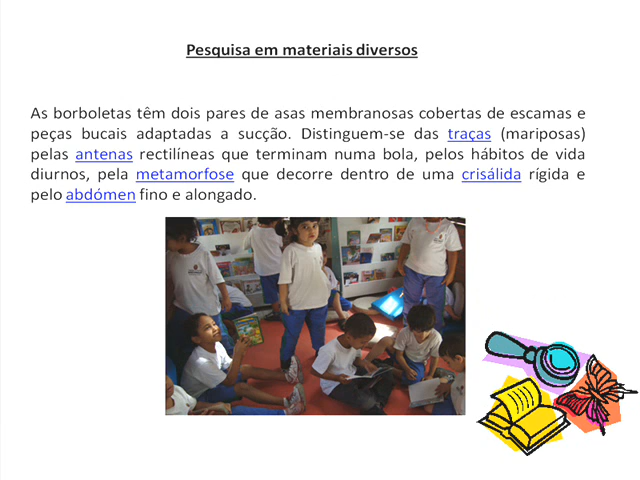 Pesquisa em materiais diversos
As borboletas têm dois pares de asas membranosas cobertas de escamas e
peças bucais adaptadas a sucção. Distinguem-se das traças (mariposas)
pelas antenas rectilíneas que terminam numa bola, pelos hábitos de vida
diurnos, pela metamorfose que decorre dentro de uma crisálida rígida e
pelo abdómen fino e alongado.